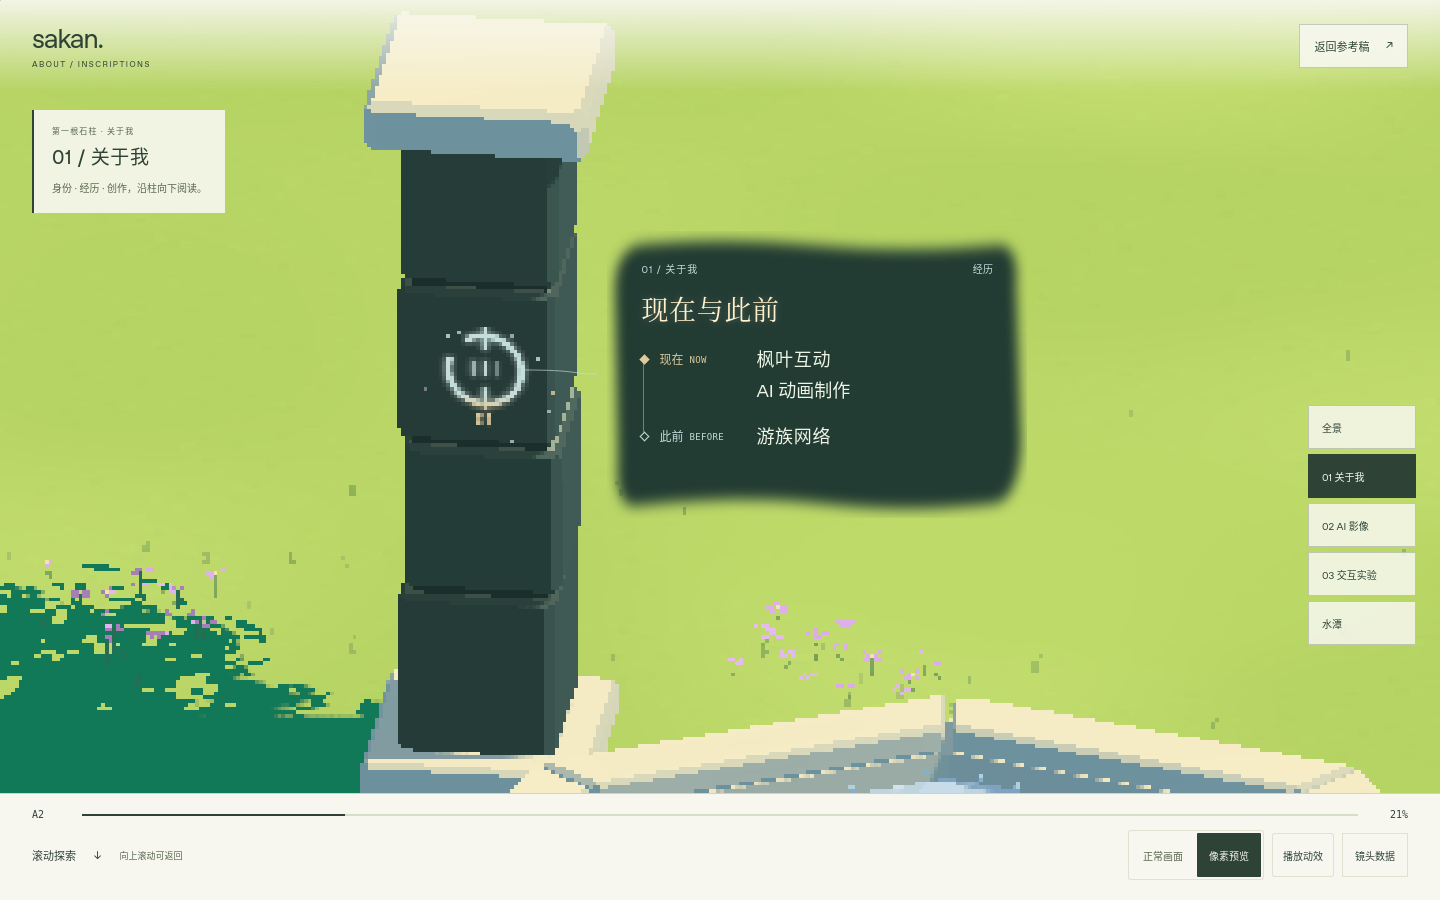 sakan.
ABOUT / INSCRIPTIONS
返回参考稿 ↗
第一根石柱 · 关于我
01 / 关于我
身份 · 经历 · 创作，沿柱向下阅读。
01 / 关于我 经历
现在与此前
现在 NOW 枫叶互动
AI 动画制作
此前 BEFORE 游族网络
全景
01 关于我
02 AI 影像
03 交互实验
水潭
A2 21%
滚动探索 ↓ 向上滚动可返回
正常画面 像素预览 播放动效 镜头数据